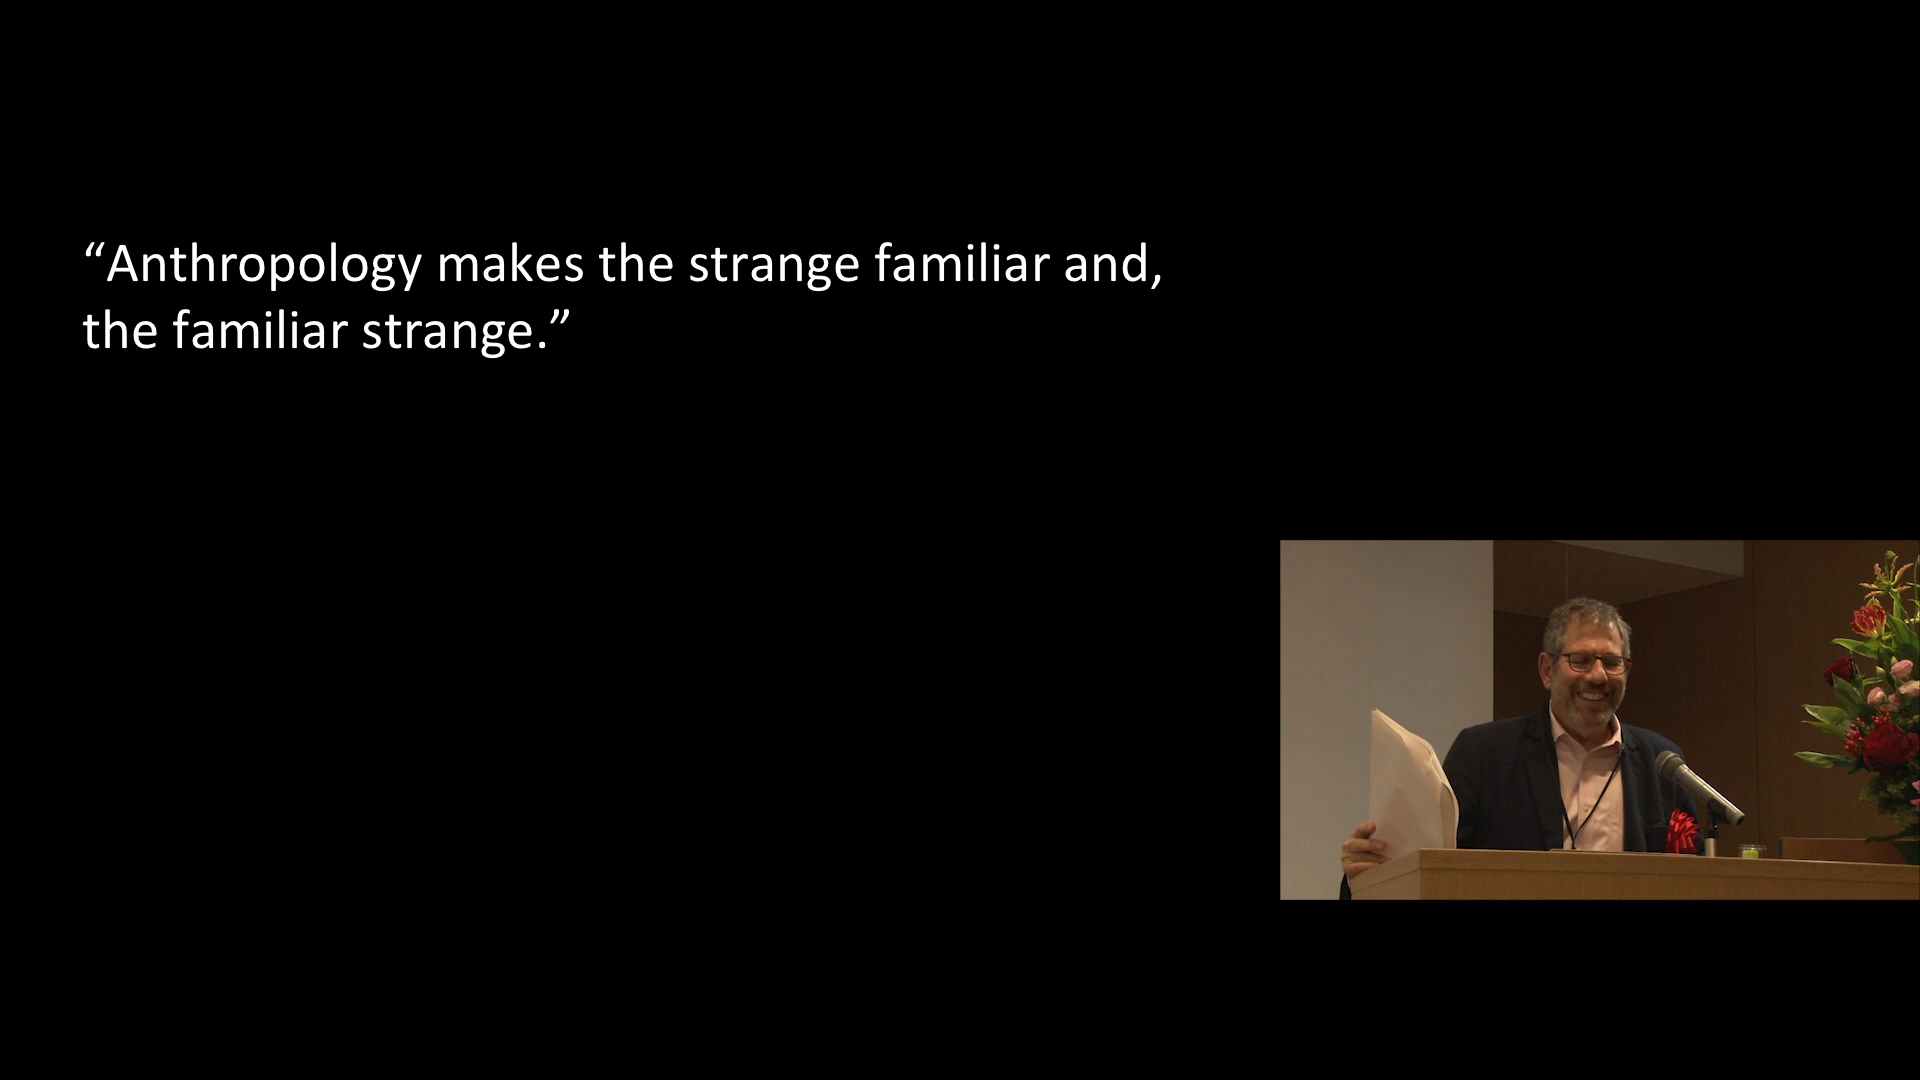 “Anthropology makes the strange familiar and,
the familiar strange.”